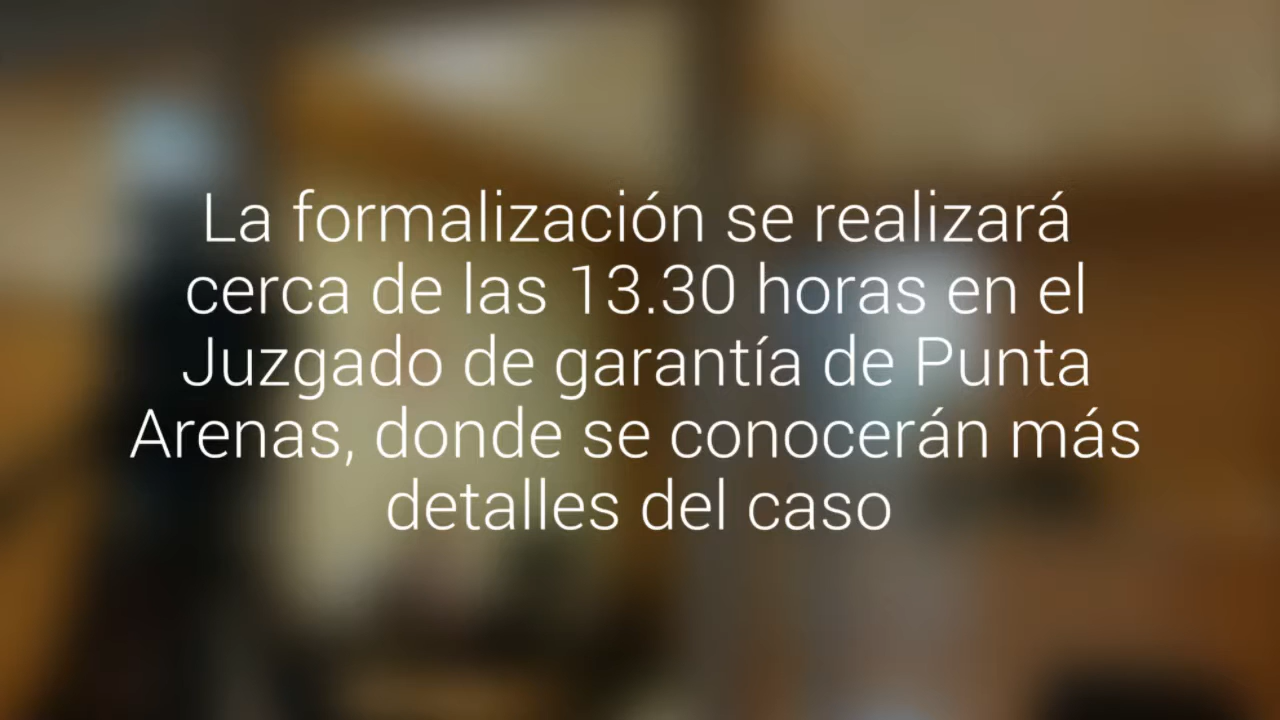 La formalización se realizará
cerca de las 13.30 horas en el
Juzgado de garantía de Punta
Arenas, donde se conocerán más
detalles del caso